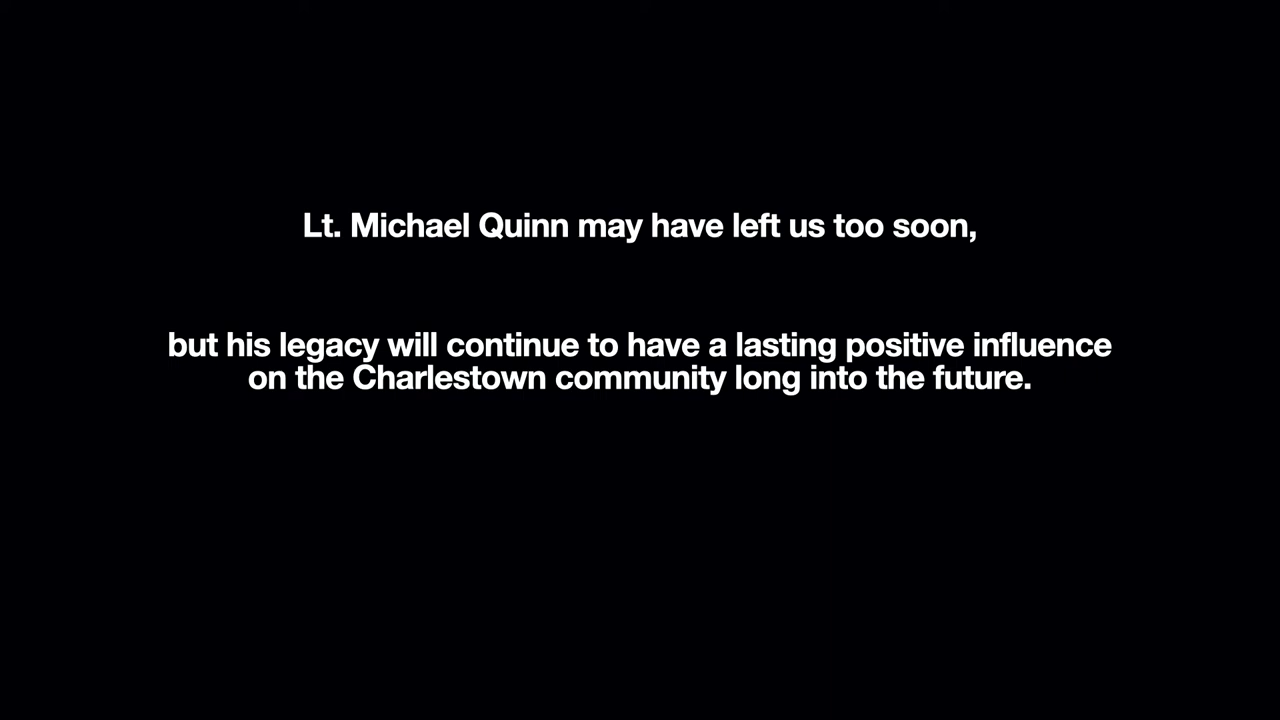 Lt. Michael Quinn may have left us too soon,
but his legacy will continue to have a lasting positive influence
on the Charlestown community long into the future.